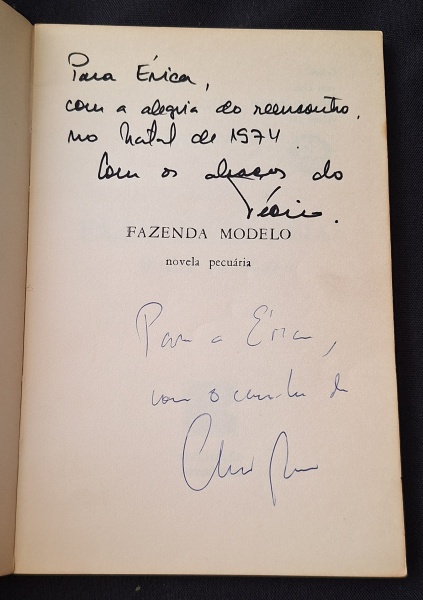 Para Érica,
com a alegria do reencontro,
no Natal de 1974.
Com os abraços do
FAZENDA MODELO
novela pecuária
Para a Érica,
com o carinho do